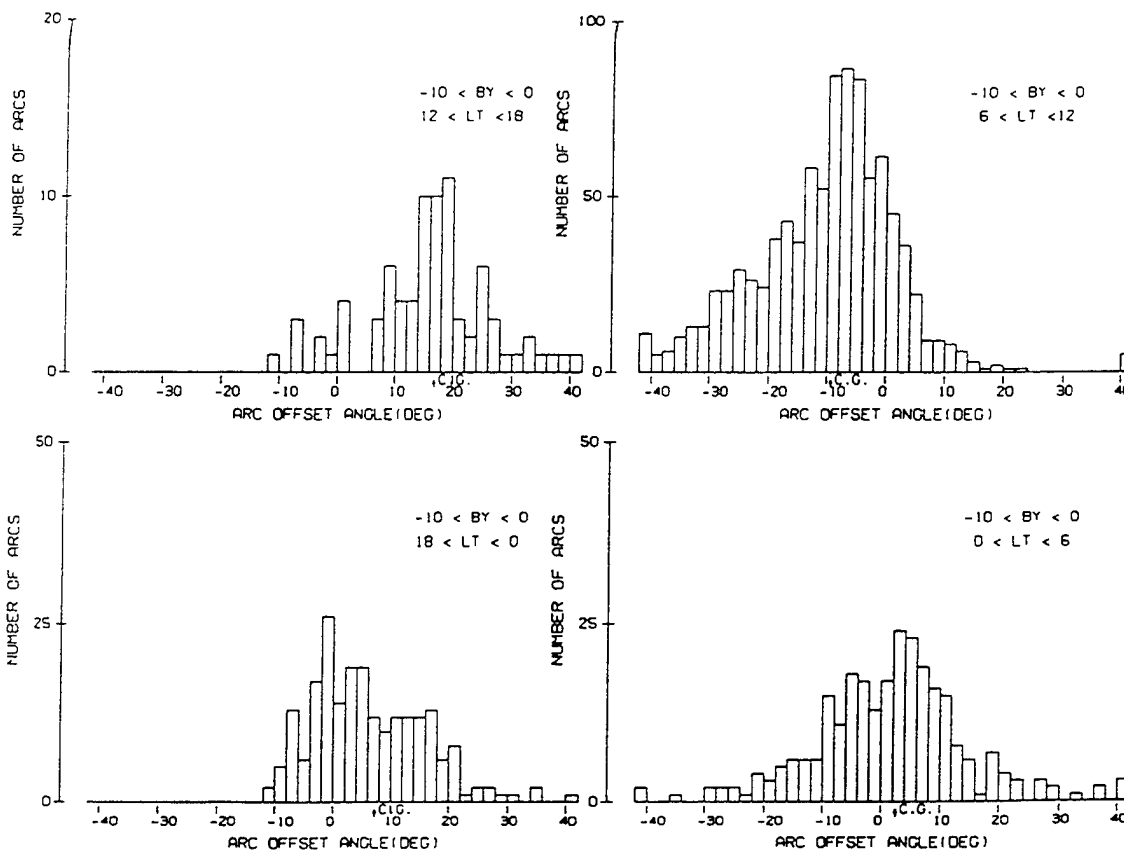 20
10
0
NUMBER OF ARCS
-10 < BY < 0
12 < LT <18
-40 -30 -20 -10 0 10 20 30 40
C.G.
ARC OFFSET ANGLE(DEG)
100
50
0
NUMBER OF ARCS
-10 < BY < 0
6 < LT <12
-40 -30 -20 -10 0 10 20 30 40
C.G.
ARC OFFSET ANGLE(DEG)
50
25
0
NUMBER OF ARCS
-10 < BY < 0
18 < LT < 0
-40 -30 -20 -10 0 10 20 30 40
C.G.
ARC OFFSET ANGLE(DEG)
50
25
0
NUMBER OF ARCS
-10 < BY < 0
0 < LT < 6
-40 -30 -20 -10 0 10 20 30 40
C.G.
ARC OFFSET ANGLE(DEG)